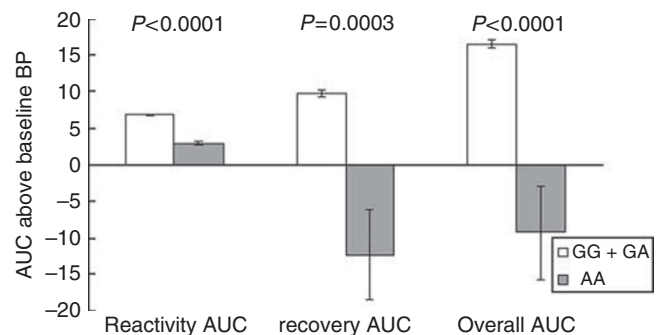 P<0.0001 P=0.0003 P<0.0001
AUC above baseline BP
20
15
10
5
0
−5
−10
−15
−20
GG + GA
AA
Reactivity AUC recovery AUC Overall AUC